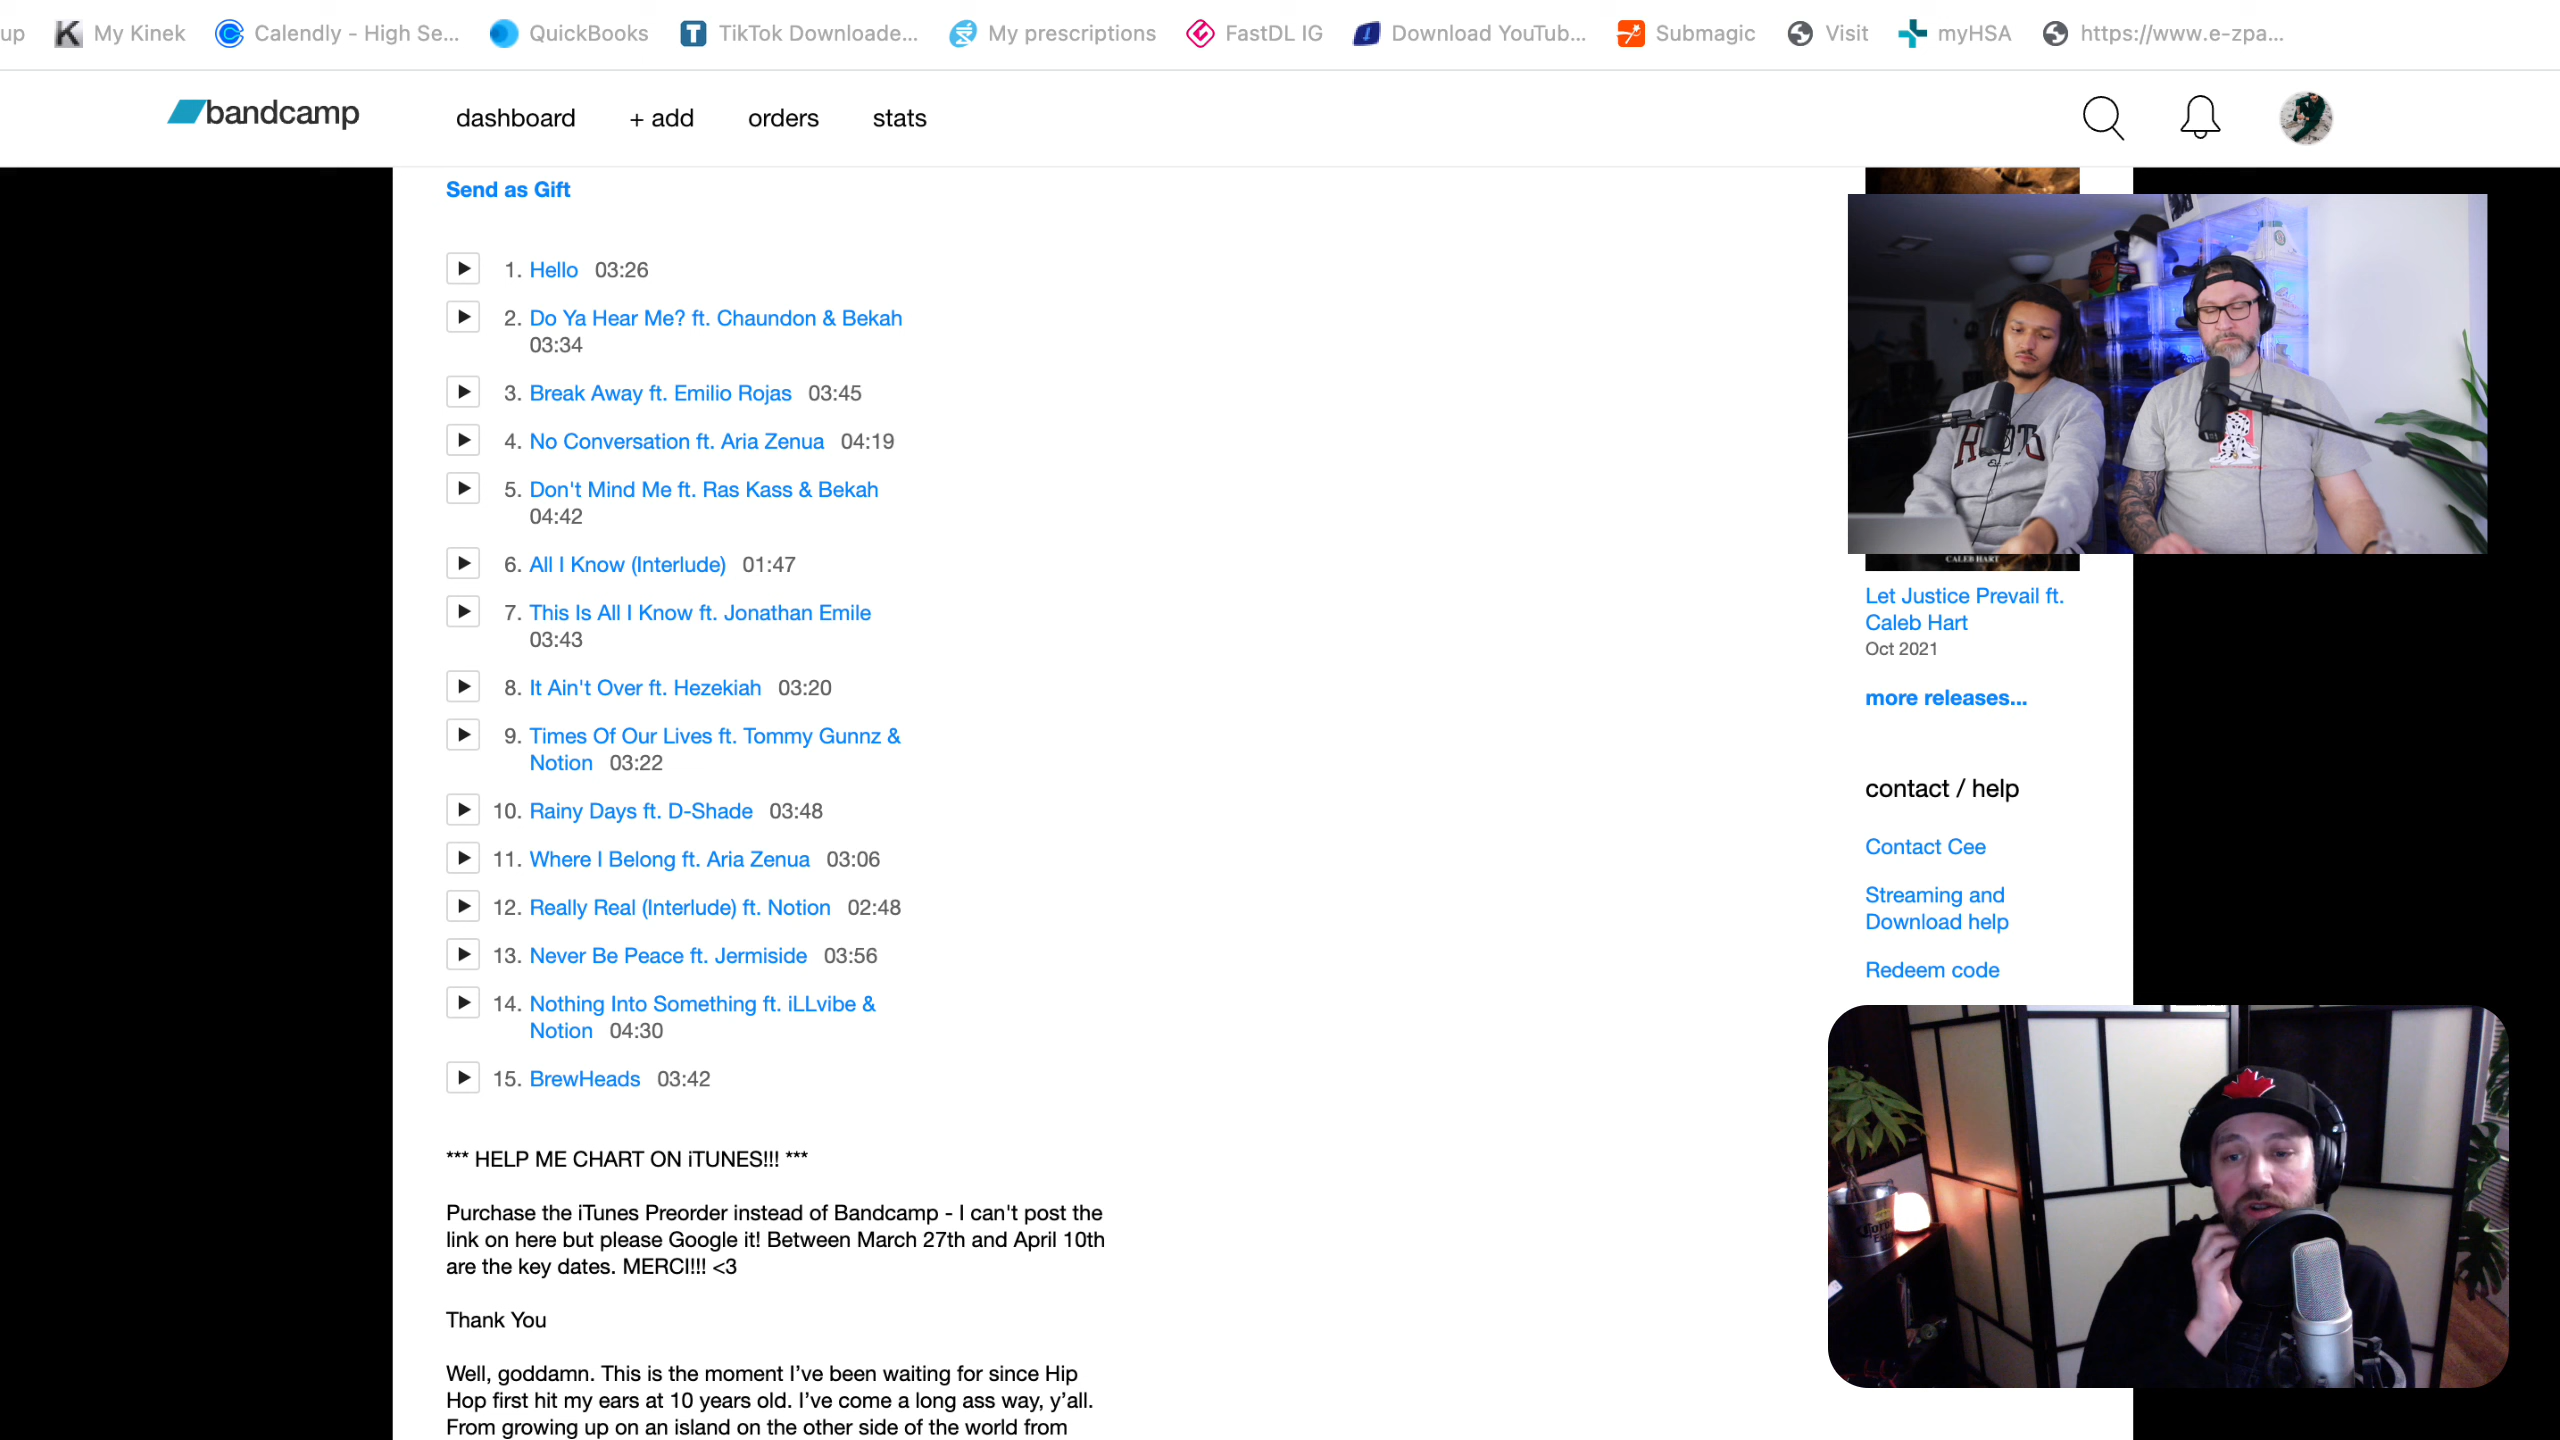 up
My Kinek
Calendly - High Se...
QuickBooks
TikTok Downloade...
My prescriptions
FastDL IG
Download YouTub...
Submagic
Visit
myHSA
https://www.e-zpa...
bandcamp
dashboard
+ add
orders
stats
Send as Gift
1. Hello 03:26
2. Do Ya Hear Me? ft. Chaundon & Bekah
03:34
3. Break Away ft. Emilio Rojas 03:45
4. No Conversation ft. Aria Zenua 04:19
5. Don't Mind Me ft. Ras Kass & Bekah
04:42
6. All I Know (Interlude) 01:47
7. This Is All I Know ft. Jonathan Emile
03:43
8. It Ain't Over ft. Hezekiah 03:20
9. Times Of Our Lives ft. Tommy Gunnz &
Notion 03:22
10. Rainy Days ft. D-Shade 03:48
11. Where I Belong ft. Aria Zenua 03:06
12. Really Real (Interlude) ft. Notion 02:48
13. Never Be Peace ft. Jermiside 03:56
14. Nothing Into Something ft. iLLvibe &
Notion 04:30
15. BrewHeads 03:42
*** HELP ME CHART ON iTUNES!!! ***
Purchase the iTunes Preorder instead of Bandcamp - I can't post the
link on here but please Google it! Between March 27th and April 10th
are the key dates. MERCI!!! <3
Thank You
Well, goddamn. This is the moment I’ve been waiting for since Hip
Hop first hit my ears at 10 years old. I’ve come a long ass way, y’all.
From growing up on an island on the other side of the world from
CALEB HART
Let Justice Prevail ft.
Caleb Hart
Oct 2021
more releases...
contact / help
Contact Cee
Streaming and
Download help
Redeem code